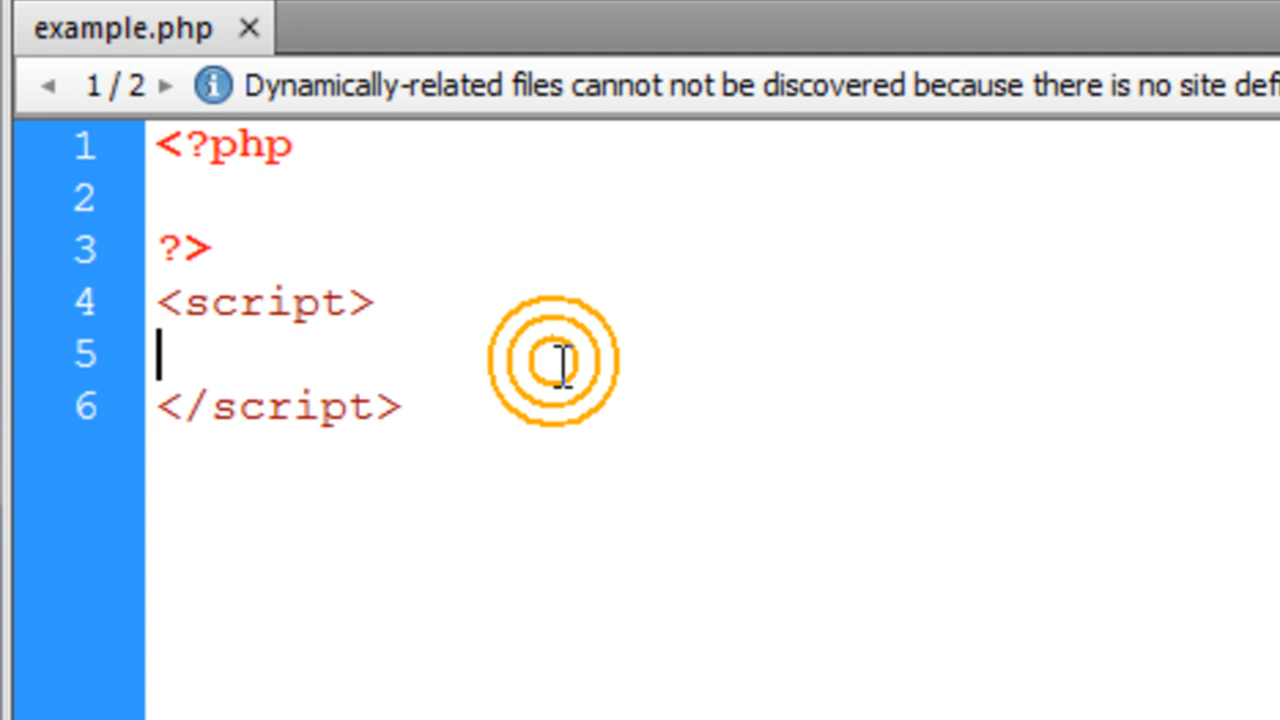 example.php
1/2 Dynamically-related files cannot not be discovered because there is no site
1 <?php
2
3 ?>
4 <script>
5
6 </script>